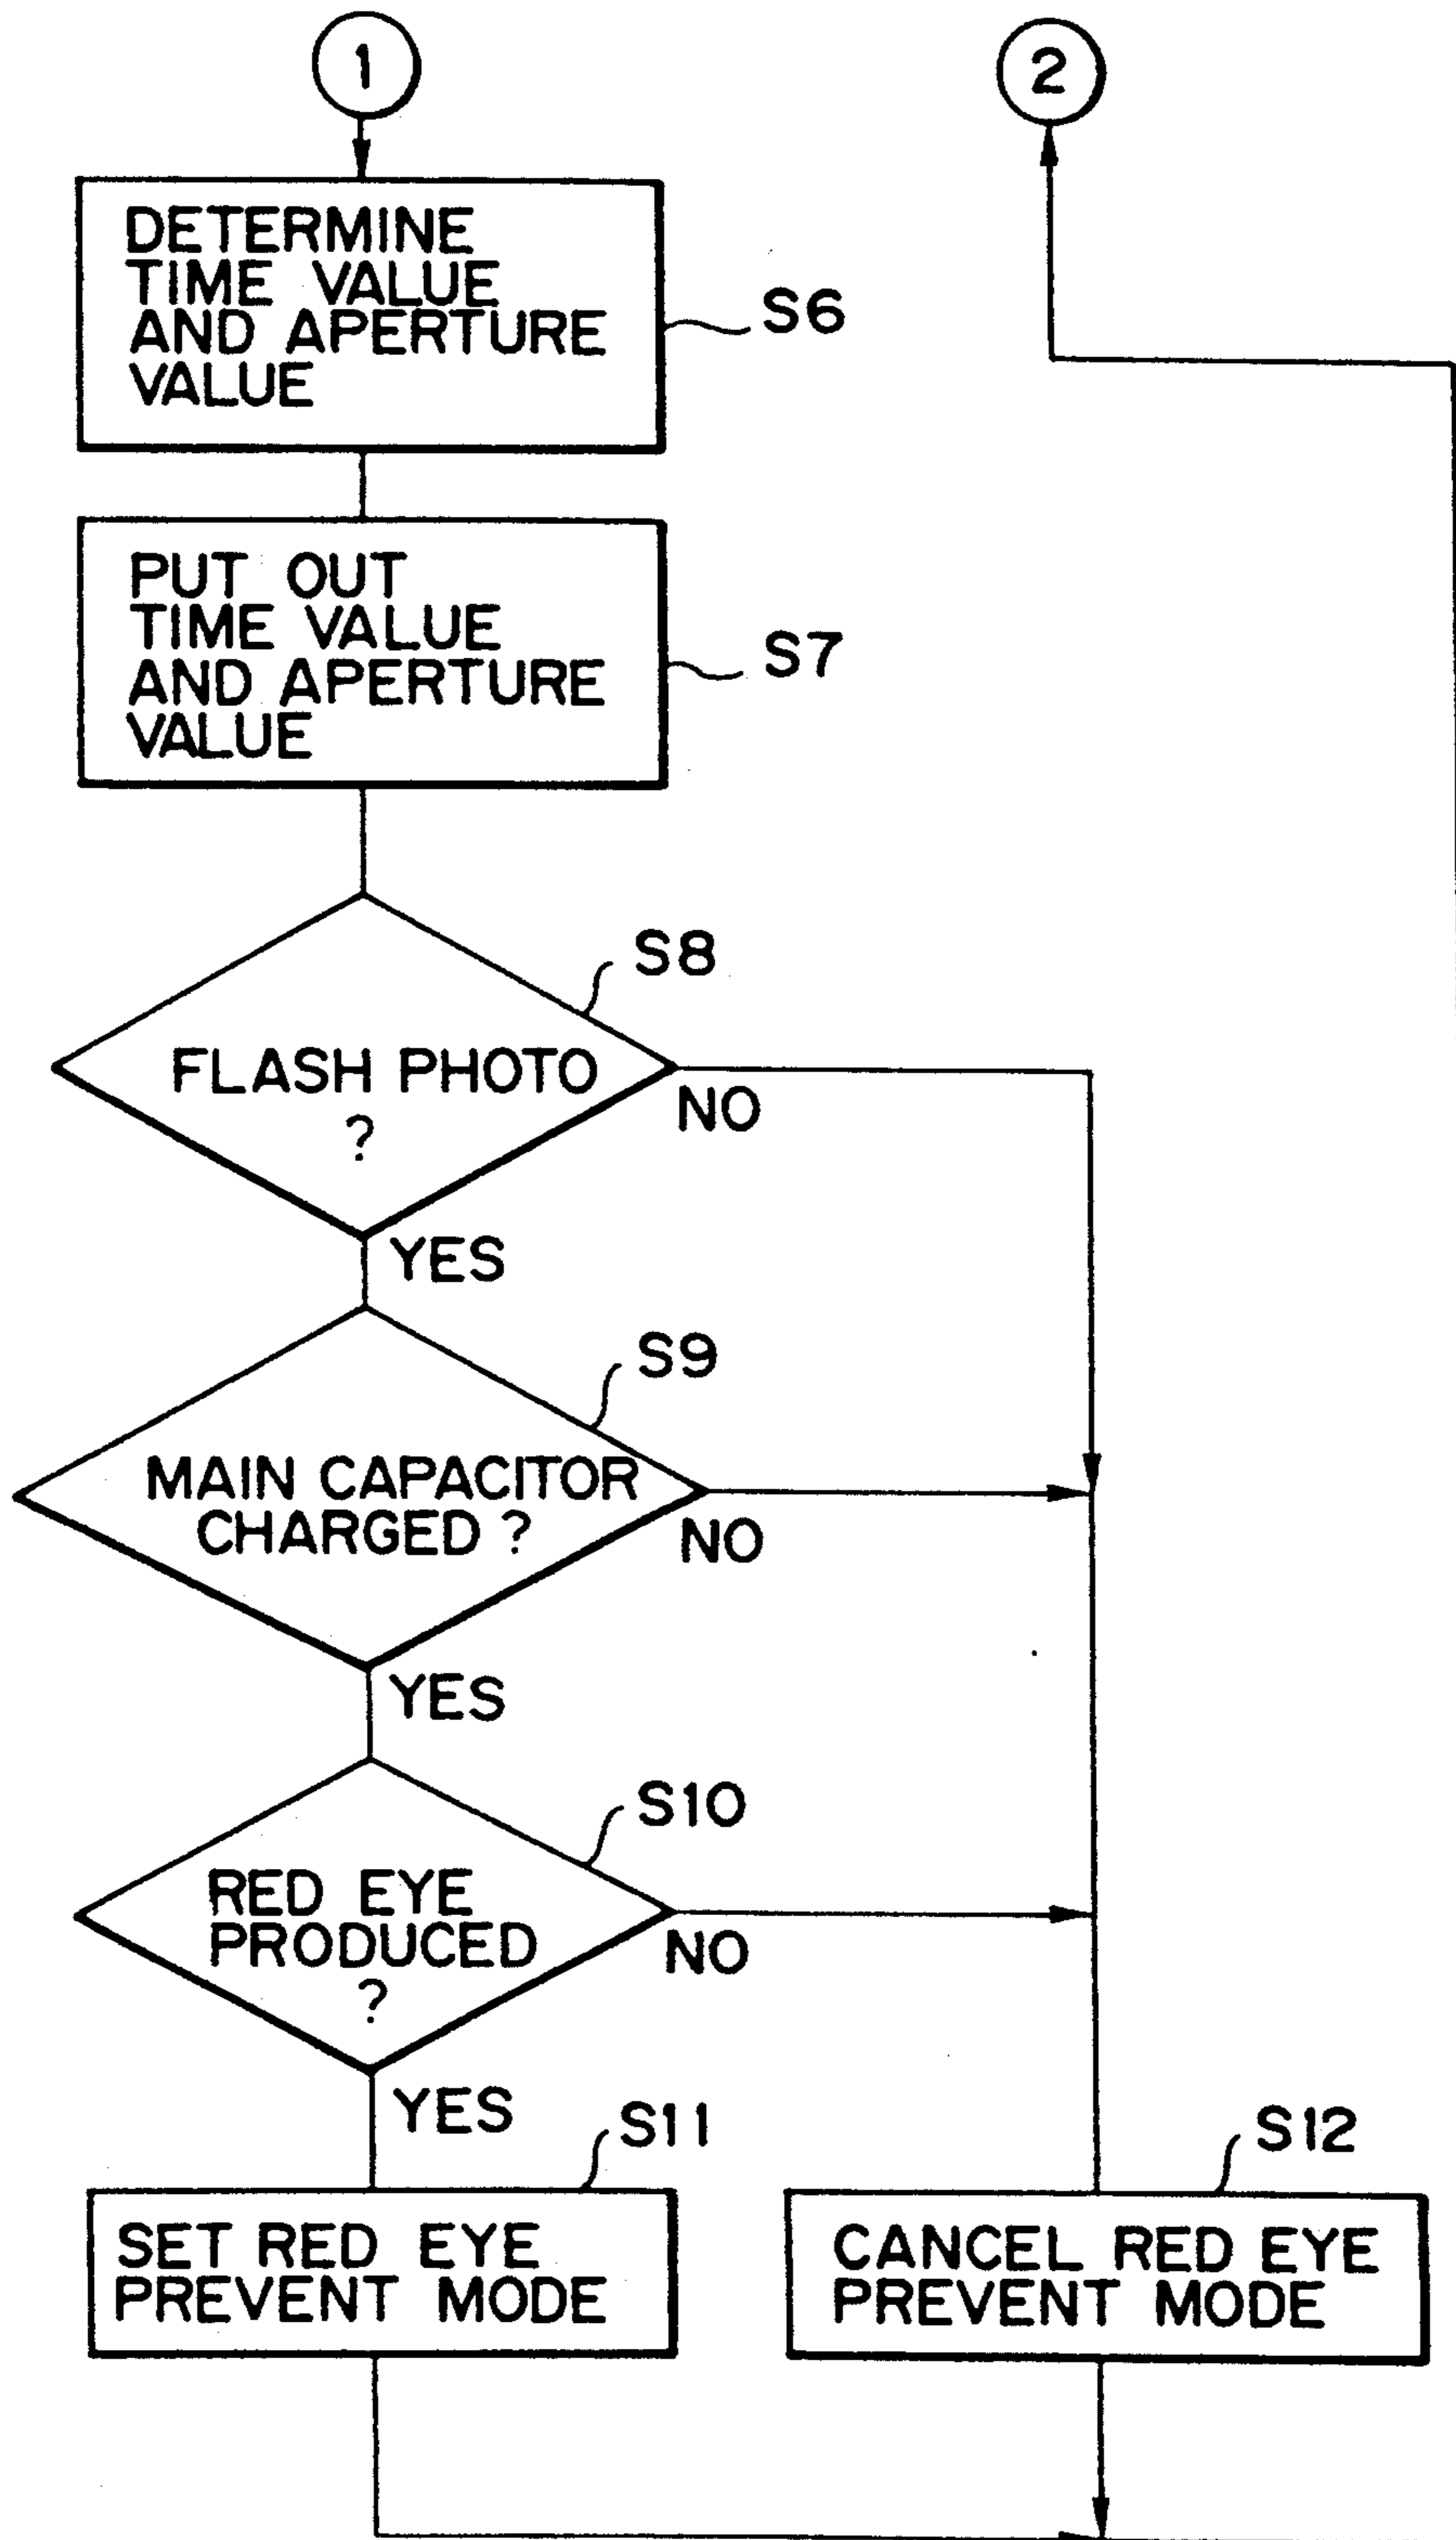 1
2
DETERMINE
TIME VALUE
AND APERTURE
VALUE
S6
PUT OUT
TIME VALUE
AND APERTURE
VALUE
S7
S8
FLASH PHOTO
?
NO
YES
S9
MAIN CAPACITOR
CHARGED ?
NO
YES
S10
RED EYE
PRODUCED
?
NO
YES
S11
SET RED EYE
PREVENT MODE
S12
CANCEL RED EYE
PREVENT MODE